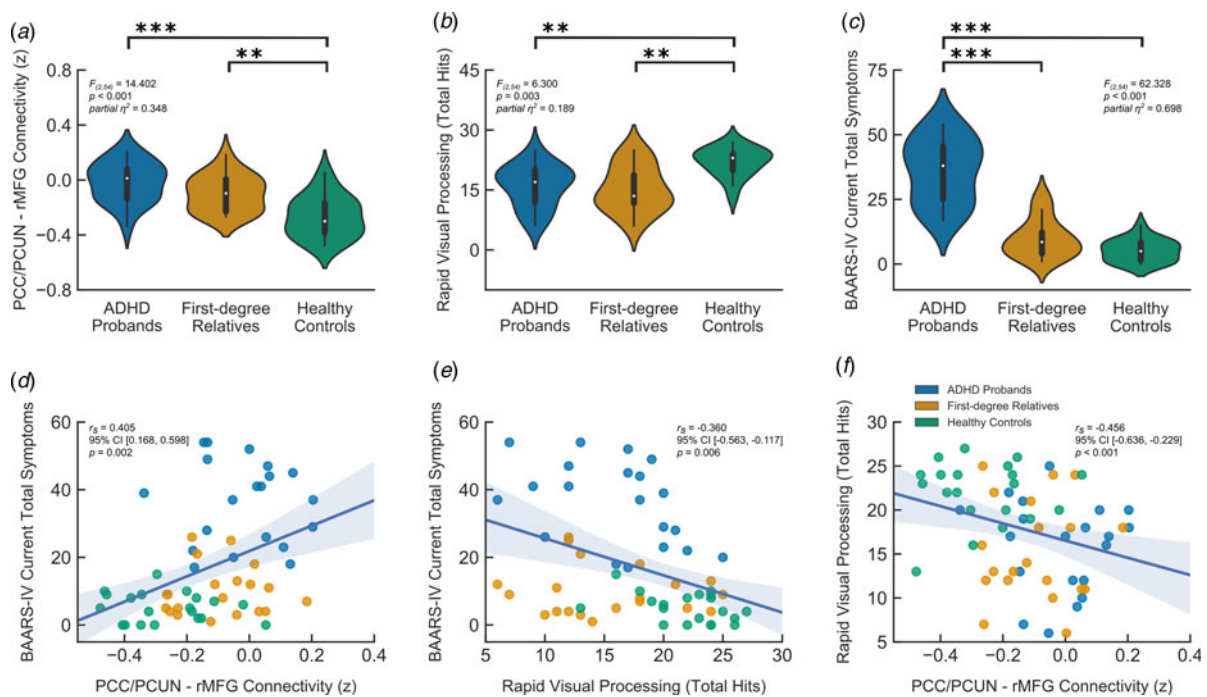 (a)
***
**
PCC/PCUN - rMFG Connectivity (z)
0.8
0.4
0.0
−0.4
−0.8
F(2,54) = 14.402
p < 0.001
partial η² = 0.348
ADHD
Probands
First-degree
Relatives
Healthy
Controls
(b)
**
**
Rapid Visual Processing (Total Hits)
45
30
15
0
F(2,54) = 6.300
p = 0.003
partial η² = 0.189
ADHD
Probands
First-degree
Relatives
Healthy
Controls
(c)
***
***
BAARS-IV Current Total Symptoms
75
50
25
0
F(2,54) = 62.328
p < 0.001
partial η² = 0.698
ADHD
Probands
First-degree
Relatives
Healthy
Controls
(d)
BAARS-IV Current Total Symptoms
60
40
20
0
rs = 0.405
95% CI [0.168, 0.598]
p = 0.002
−0.4
−0.2
0.0
0.2
0.4
PCC/PCUN - rMFG Connectivity (z)
(e)
BAARS-IV Current Total Symptoms
60
40
20
0
rs = -0.360
95% CI [-0.563, -0.117]
p = 0.006
5
10
15
20
25
30
Rapid Visual Processing (Total Hits)
(f)
Rapid Visual Processing (Total Hits)
30
25
20
15
10
5
ADHD Probands
First-degree Relatives
Healthy Controls
rs = -0.456
95% CI [-0.636, -0.229]
p < 0.001
−0.4
−0.2
0.0
0.2
0.4
PCC/PCUN - rMFG Connectivity (z)